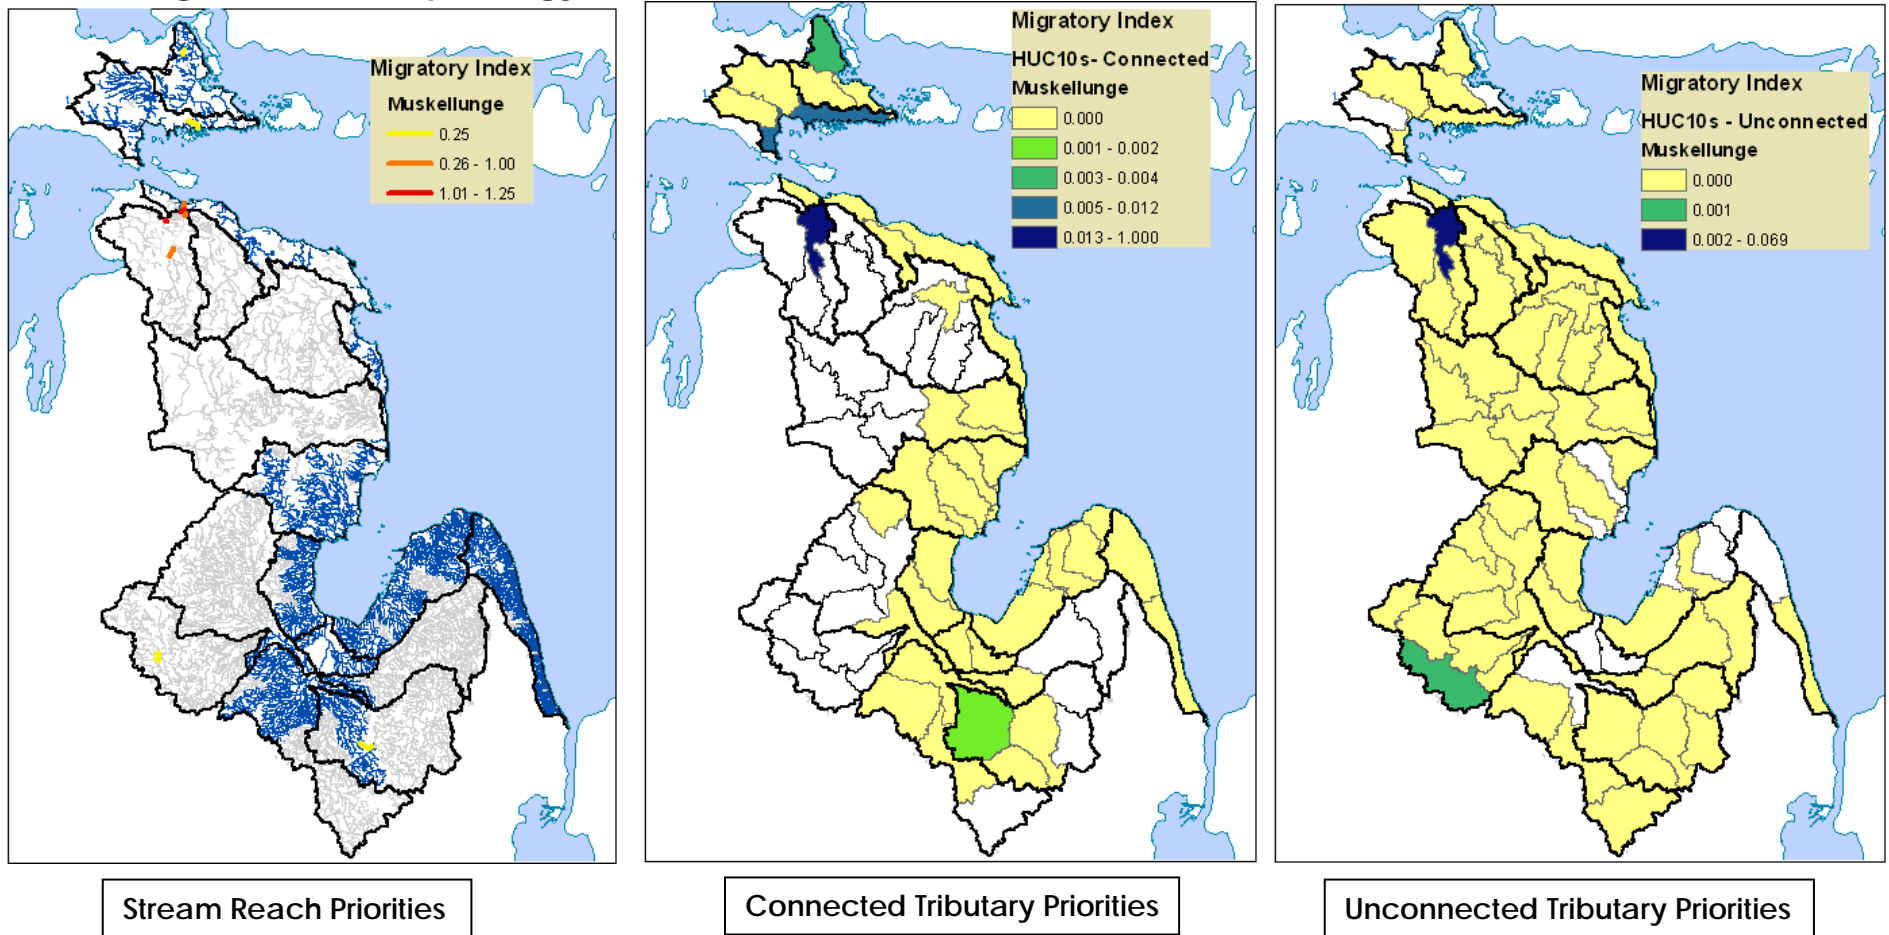 Migratory Index
Muskellunge
0.25
0.26 - 1.00
1.01 - 1.25
Stream Reach Priorities
Migratory Index
HUC10s- Connected
Muskellunge
0.000
0.001 - 0.002
0.003 - 0.004
0.005 - 0.012
0.013 - 1.000
Connected Tributary Priorities
Migratory Index
HUC10s - Unconnected
Muskellunge
0.000
0.001
0.002 - 0.069
Unconnected Tributary Priorities